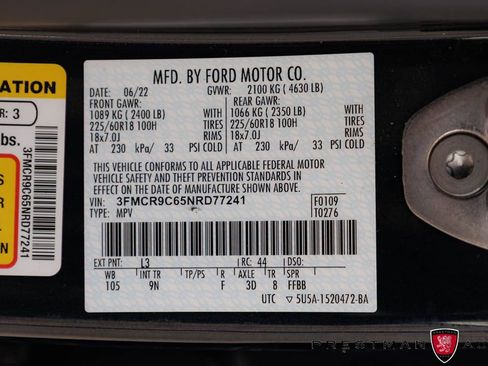 MFD. BY FORD MOTOR CO.
DATE: 06/22 GVWR: 2100 KG ( 4630 LB)
FRONT GAWR: REAR GAWR:
1089 KG ( 2400 LB) WITH 1066 KG ( 2350 LB) WITH
225/60R18 100H TIRES 225/60R18 100H TIRES
18x7.0J RIMS 18x7.0J RIMS
AT 230 kPa/ 33 PSI COLD AT 230 kPa/ 33 PSI COLD
THIS VEHICLE CONFORMS TO ALL APPLICABLE FEDERAL MOTOR
VEHICLE SAFETY STANDARDS AND THEFT PREVENTION STANDARDS IN
EFFECT ON THE DATE OF MANUFACTURE SHOWN ABOVE.
VIN: 3FMCR9C65NRD77241 F0109
TYPE: MPV T0276
EXT PNT: L3 RC: 44 DSO:
WB INT TR TP/PS R AXLE TR SPR
105 9N F 3D 8 FFBB
UTC ▽ 5U5A-1520472-BA
ATION
R: 3
bs.
3FMCR9C65NRD77241
PRESTMAN AUTO